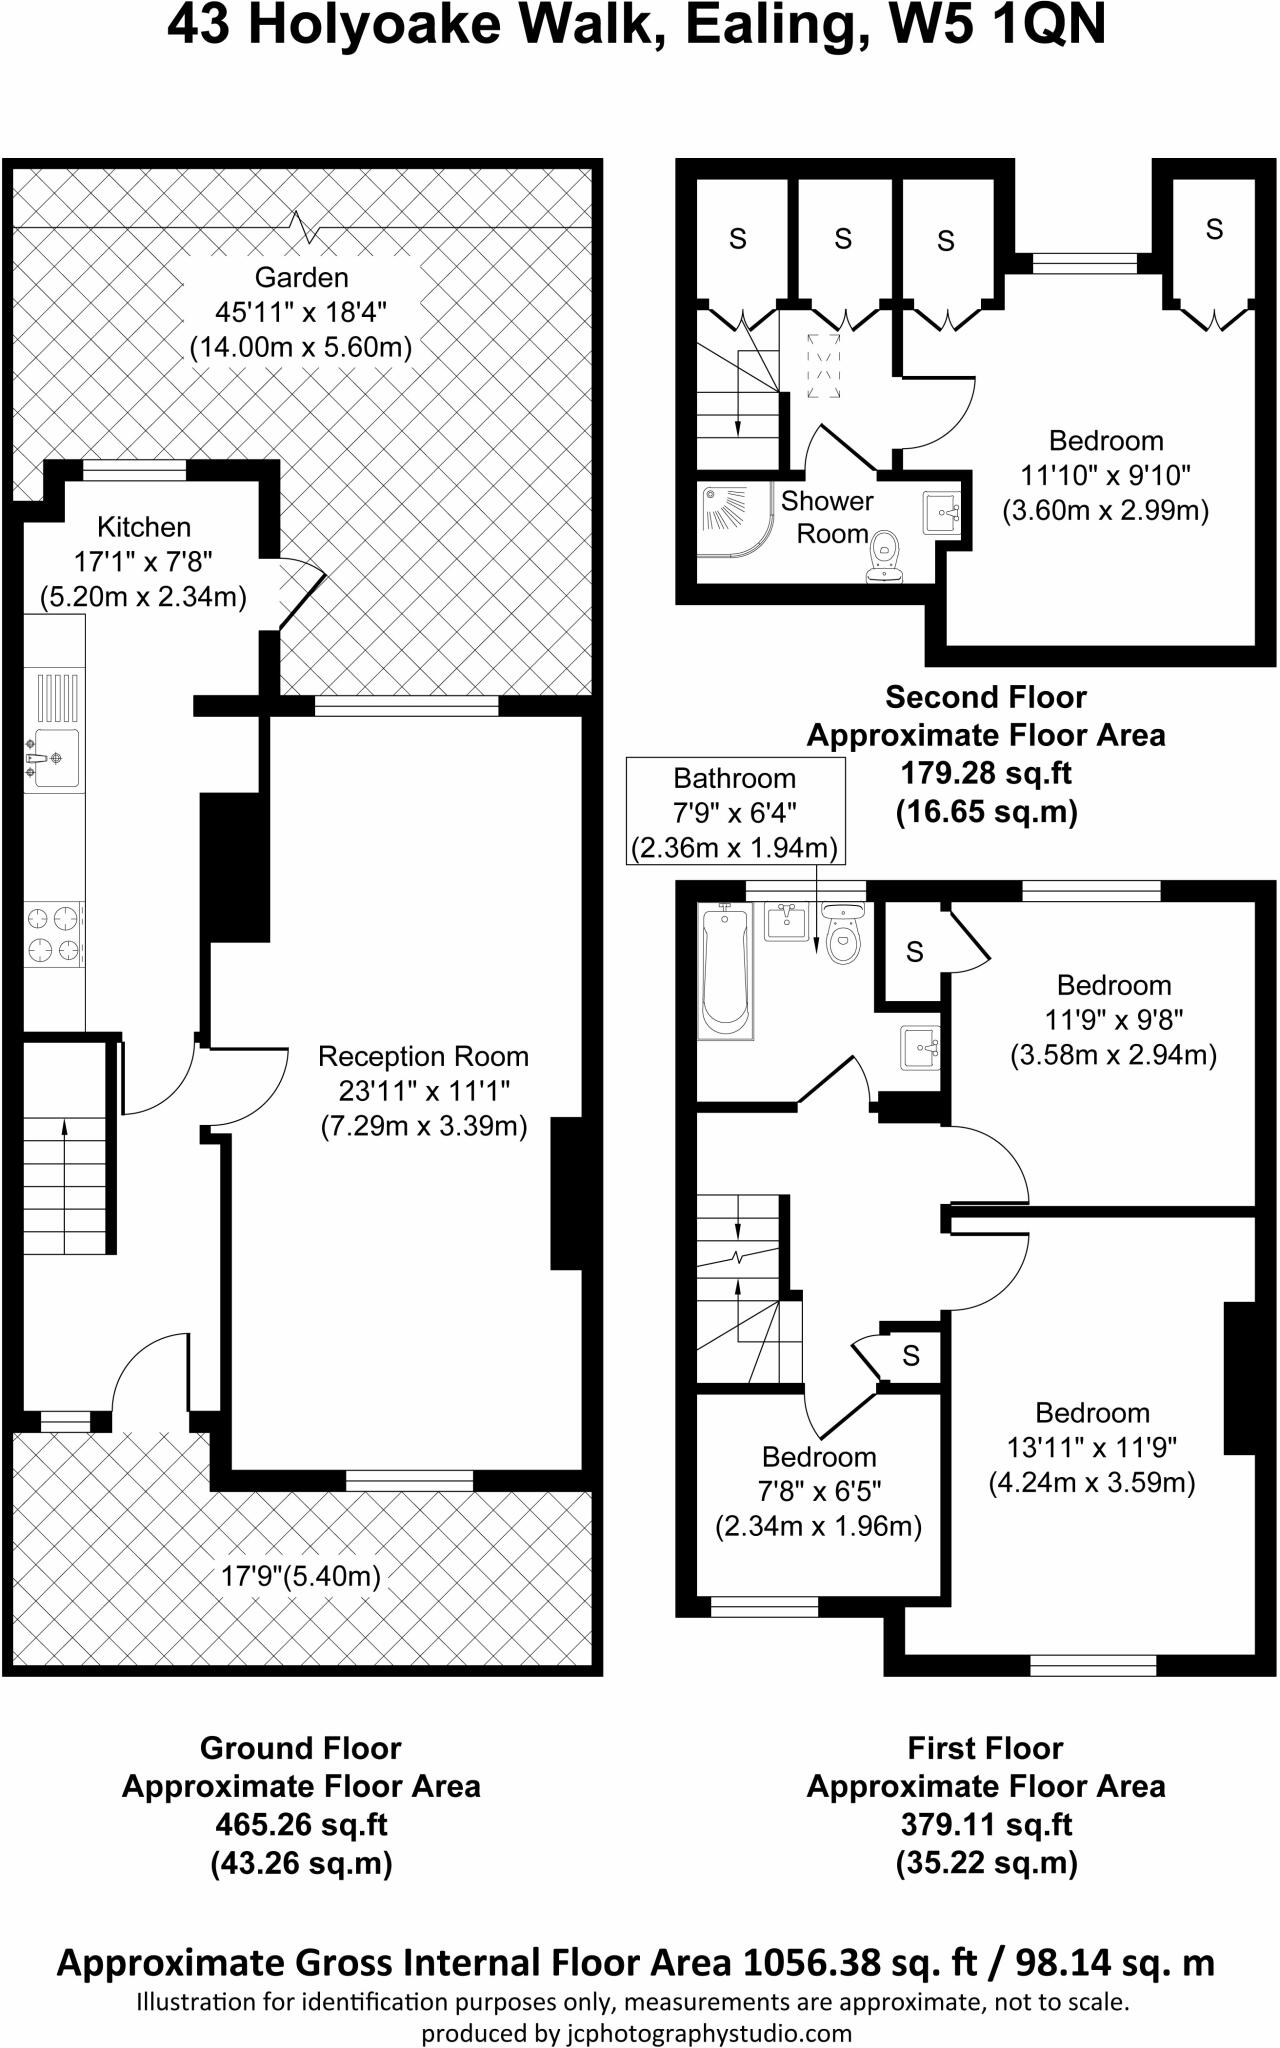 43 Holyoake Walk, Ealing, W5 1QN
Garden
45'11" x 18'4"
(14.00m x 5.60m)
Kitchen
17'1" x 7'8"
(5.20m x 2.34m)
Reception Room
23'11" x 11'1"
(7.29m x 3.39m)
17'9"(5.40m)
Ground Floor
Approximate Floor Area
465.26 sq.ft
(43.26 sq.m)
S
S
S
S
Bedroom
11'10" x 9'10"
(3.60m x 2.99m)
Shower
Room
Second Floor
Approximate Floor Area
179.28 sq.ft
(16.65 sq.m)
Bathroom
7'9" x 6'4"
(2.36m x 1.94m)
S
Bedroom
11'9" x 9'8"
(3.58m x 2.94m)
S
Bedroom
13'11" x 11'9"
(4.24m x 3.59m)
Bedroom
7'8" x 6'5"
(2.34m x 1.96m)
First Floor
Approximate Floor Area
379.11 sq.ft
(35.22 sq.m)
Approximate Gross Internal Floor Area 1056.38 sq. ft / 98.14 sq. m
Illustration for identification purposes only, measurements are approximate, not to scale.
produced by jcphotographystudio.com